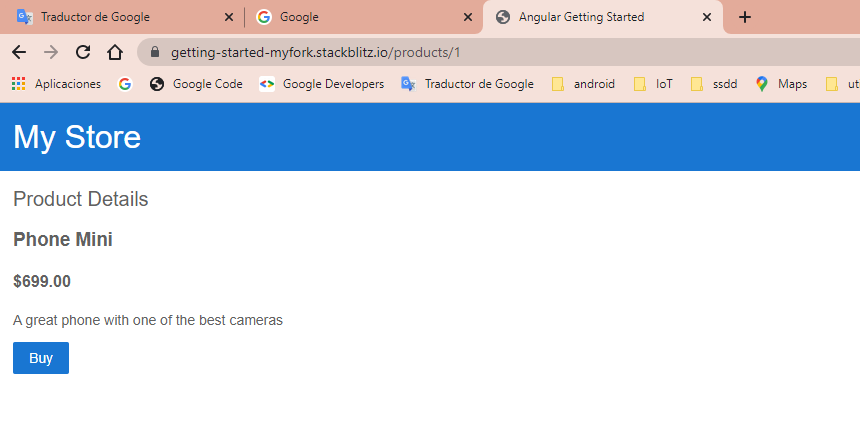 Traductor de Google Google Angular Getting Started
getting-started-myfork.stackblitz.io/products/1
Aplicaciones Google Code Google Developers Traductor de Google android IoT ssdd Maps ut
My Store
Product Details
Phone Mini
$699.00
A great phone with one of the best cameras
Buy